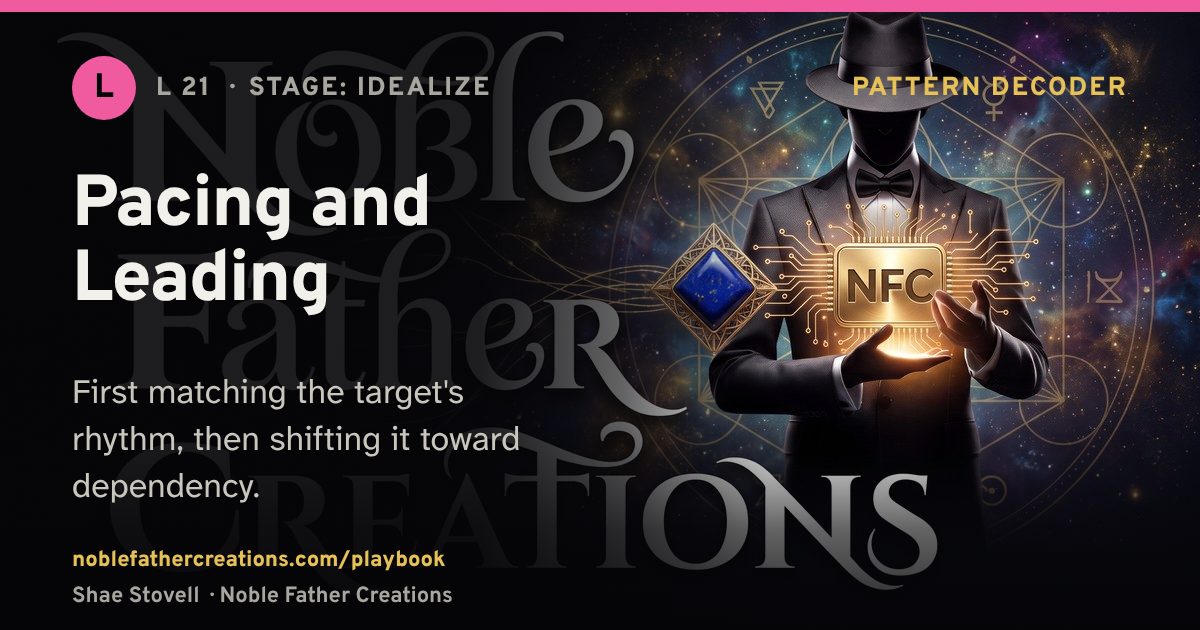 L
L 21 · STAGE: IDEALIZE
PATTERN DECODER
Pacing and
Leading
First matching the target's
rhythm, then shifting it toward
dependency.
noblefathercreations.com/playbook
Shae Stovell · Noble Father Creations
Noble
Father
Creations
NFC